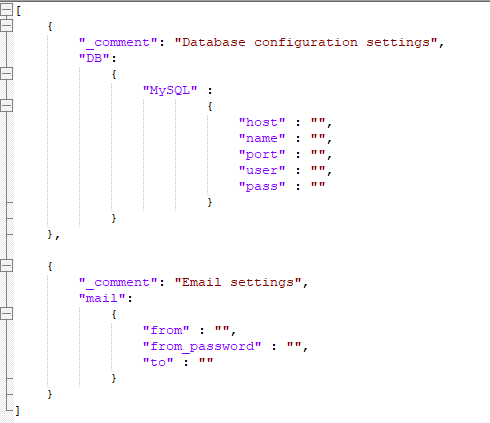 [
    {
        "_comment": "Database configuration settings",
        "DB":
            {
                "MySQL" :
                        {
                            "host" : "",
                            "name" : "",
                            "port" : "",
                            "user" : "",
                            "pass" : ""
                        }
            }
    },

    {
        "_comment": "Email settings",
        "mail":
            {
                "from" : "",
                "from_password" : "",
                "to" : ""
            }
    }
]